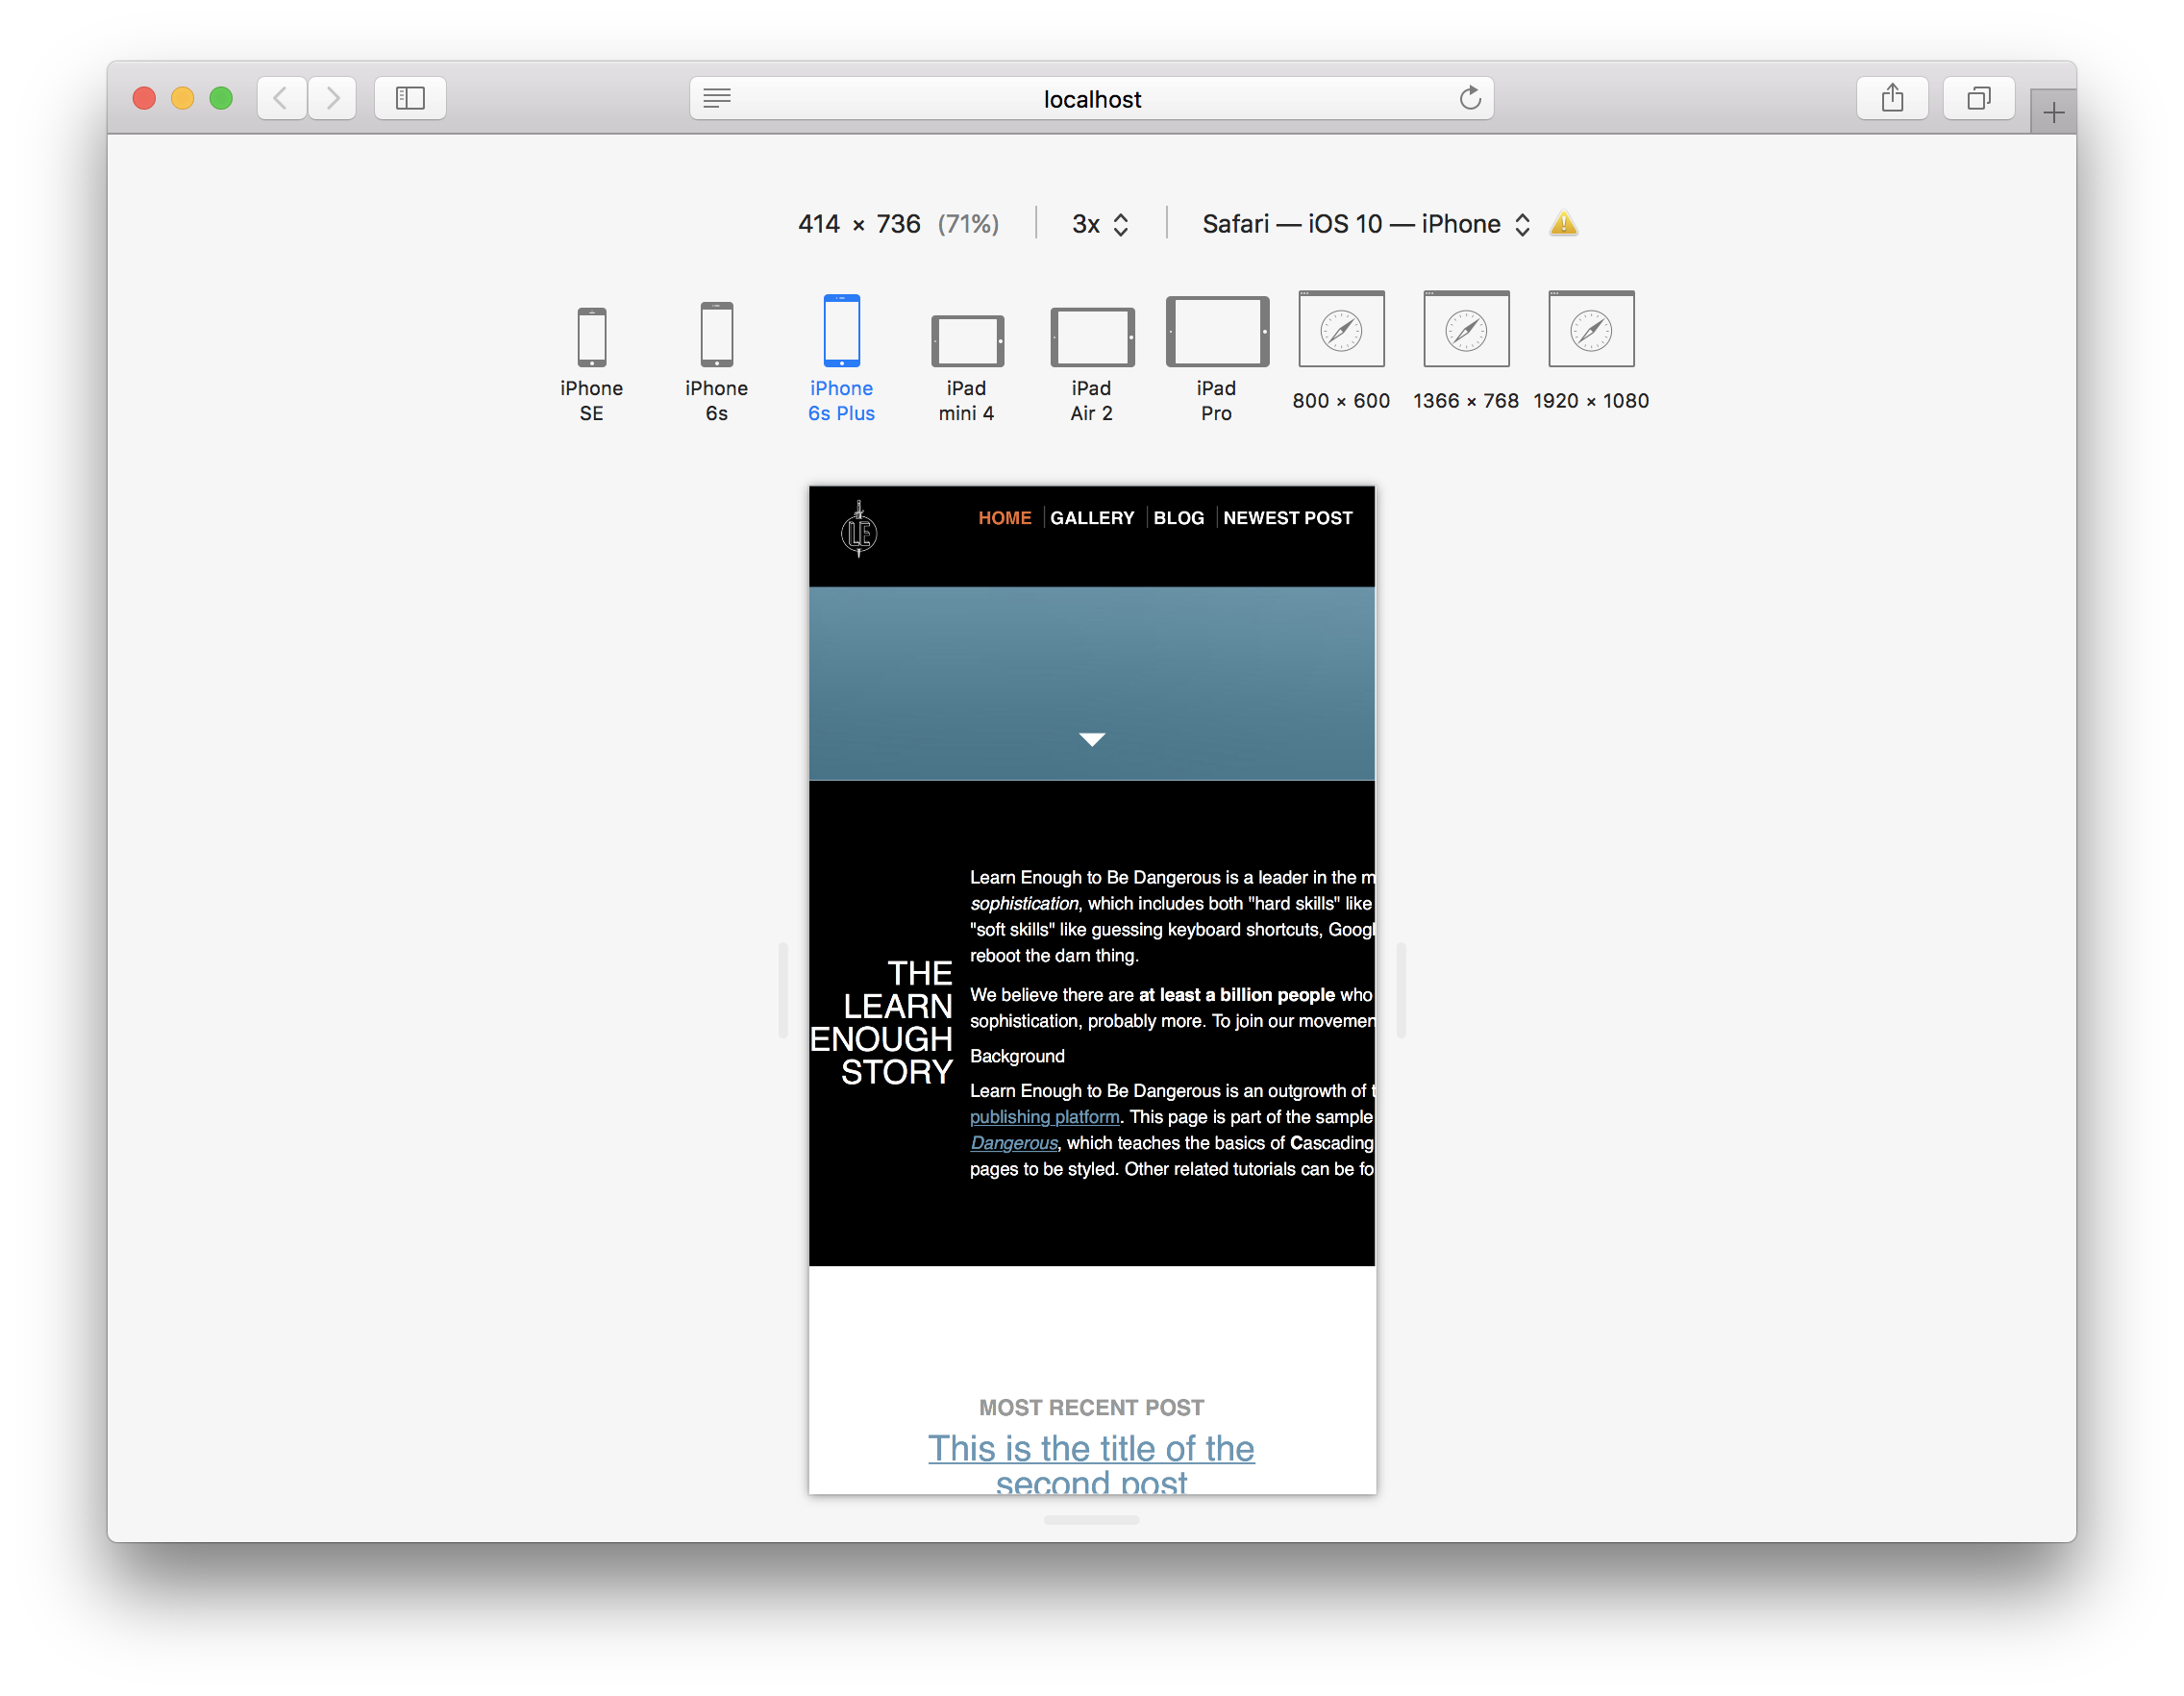 localhost
414 × 736 (71%) 3x Safari — iOS 10 — iPhone
iPhone SE
iPhone 6s
iPhone 6s Plus
iPad mini 4
iPad Air 2
iPad Pro
800 × 600
1366 × 768
1920 × 1080
LE
HOME GALLERY BLOG NEWEST POST
THE
LEARN
ENOUGH
STORY
Learn Enough to Be Dangerous is a leader in the m
sophistication, which includes both "hard skills" like
"soft skills" like guessing keyboard shortcuts, Googl
reboot the darn thing.
We believe there are at least a billion people who
sophistication, probably more. To join our movemen
Background
Learn Enough to Be Dangerous is an outgrowth of t
publishing platform. This page is part of the sample
Dangerous, which teaches the basics of Cascading
pages to be styled. Other related tutorials can be fo
MOST RECENT POST
This is the title of the
second post